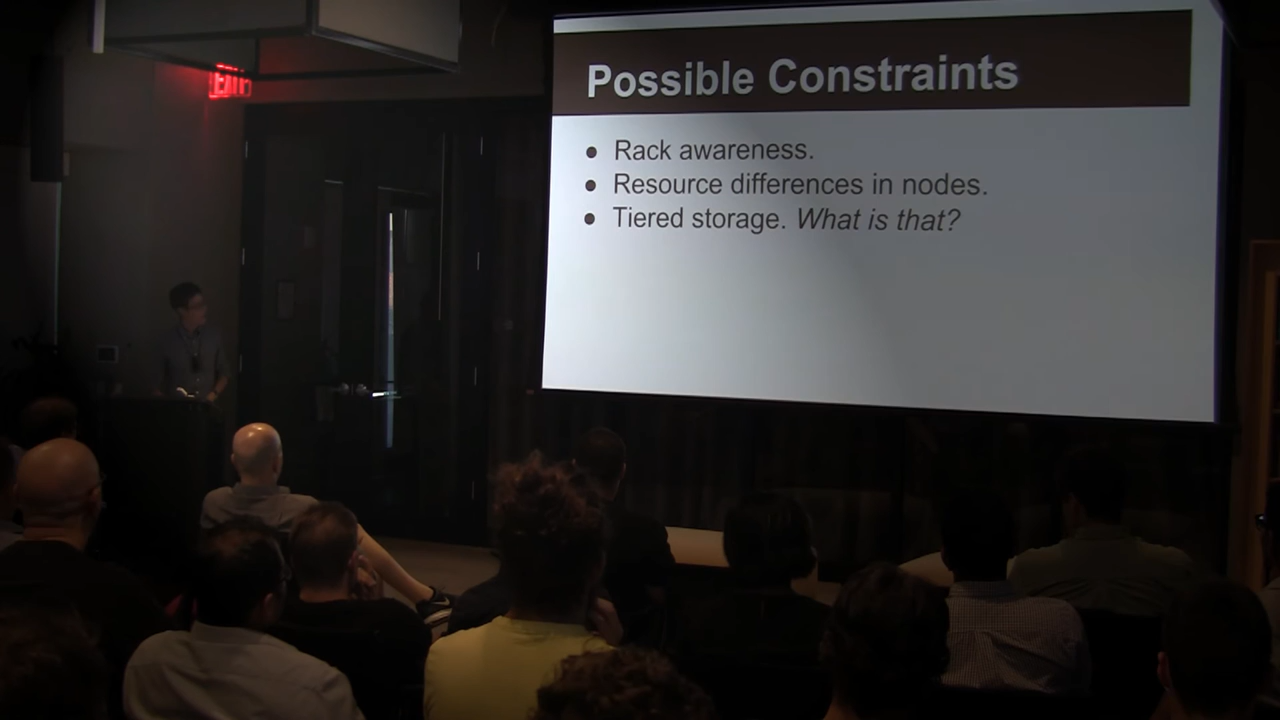 EXIT
Possible Constraints
● Rack awareness.
● Resource differences in nodes.
● Tiered storage. What is that?